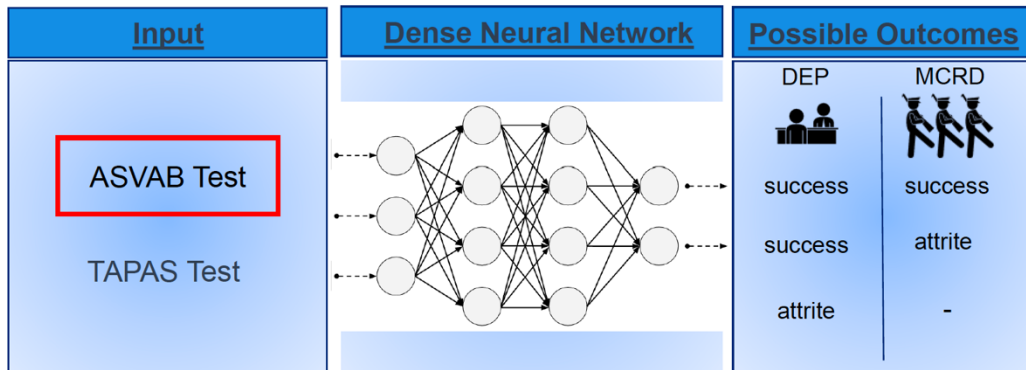 Input
Dense Neural Network
Possible Outcomes
ASVAB Test
TAPAS Test
DEP MCRD
success success
success attrite
attrite -